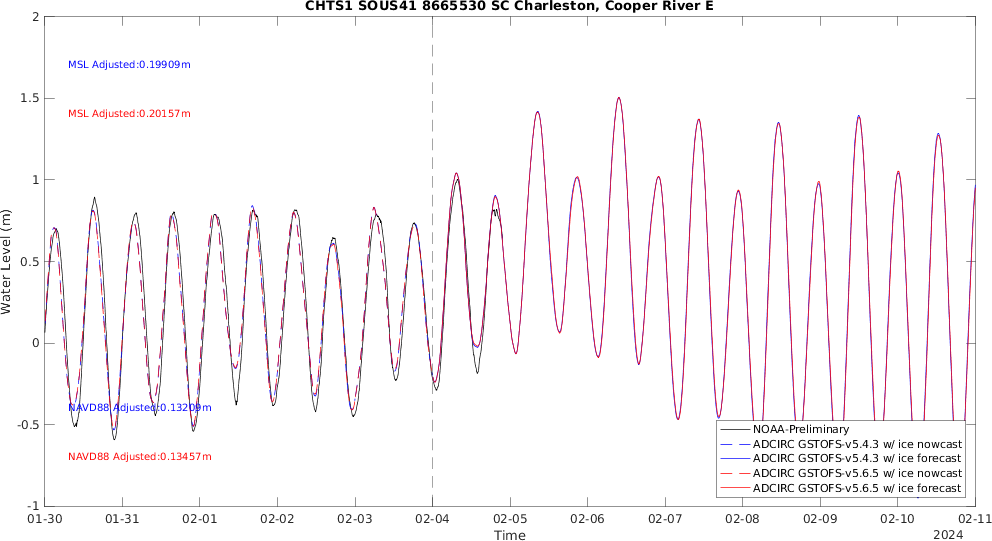 CHTS1 SOUS41 8665530 SC Charleston, Cooper River E
2
1.5
1
0.5
0
-0.5
-1
Water Level (m)
MSL Adjusted:0.19909m
MSL Adjusted:0.20157m
NAVD88 Adjusted:0.13209m
NAVD88 Adjusted:0.13457m
NOAA-Preliminary
ADCIRC GSTOFS-v5.4.3 w/ ice nowcast
ADCIRC GSTOFS-v5.4.3 w/ ice forecast
ADCIRC GSTOFS-v5.6.5 w/ ice nowcast
ADCIRC GSTOFS-v5.6.5 w/ ice forecast
01-30 01-31 02-01 02-02 02-03 02-04 02-05 02-06 02-07 02-08 02-09 02-10 02-11
Time
2024